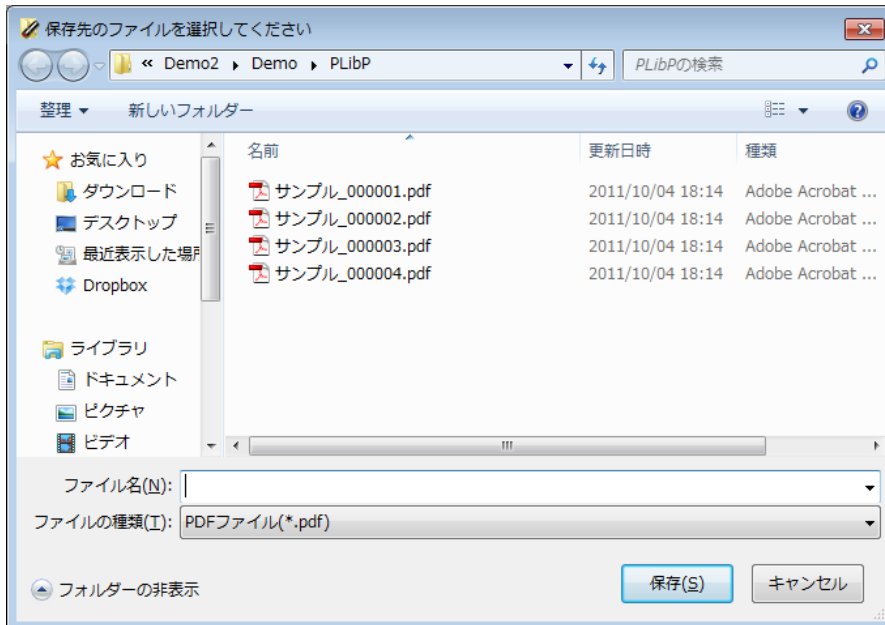 保存先のファイルを選択してください
« Demo2 ▸ Demo ▸ PLibP
PLibPの検索
整理 ▼ 新しいフォルダー
名前 更新日時 種類
お気に入り
ダウンロード
デスクトップ
最近表示した場所
Dropbox
ライブラリ
ドキュメント
ピクチャ
ビデオ
サンプル_000001.pdf 2011/10/04 18:14 Adobe Acrobat ...
サンプル_000002.pdf 2011/10/04 18:14 Adobe Acrobat ...
サンプル_000003.pdf 2011/10/04 18:14 Adobe Acrobat ...
サンプル_000004.pdf 2011/10/04 18:14 Adobe Acrobat ...
ファイル名(N):
ファイルの種類(T): PDFファイル(*.pdf)
フォルダーの非表示
保存(S) キャンセル